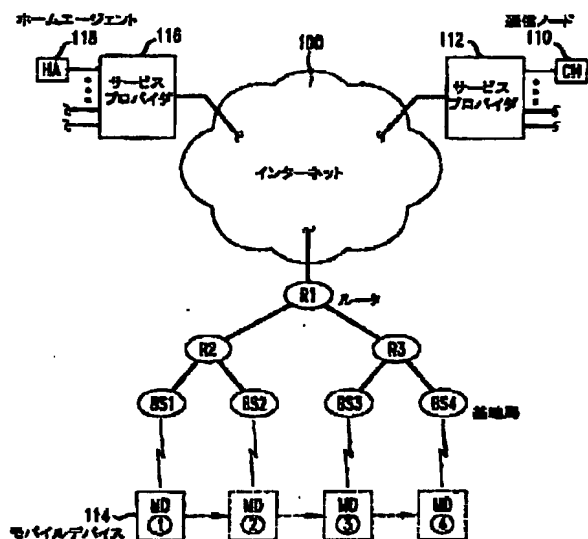 ホームエージェント
通信ノード
118
116
100
112
110
HA
サービス
プロバイダ
サービス
プロバイダ
CH
インターネット
R1
ルータ
R2
R3
BS1
BS2
BS3
BS4
基地局
114
MD
①
MD
②
MD
③
MD
④
モバイルデバイス